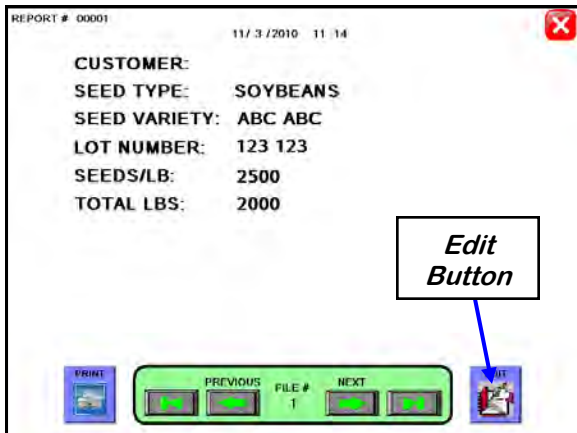 REPORT # 00001
11/ 3 /2010 11 14
CUSTOMER:
SEED TYPE: SOYBEANS
SEED VARIETY: ABC ABC
LOT NUMBER: 123 123
SEEDS/LB: 2500
TOTAL LBS: 2000
Edit
Button
PRINT
PREVIOUS FILE # NEXT
1